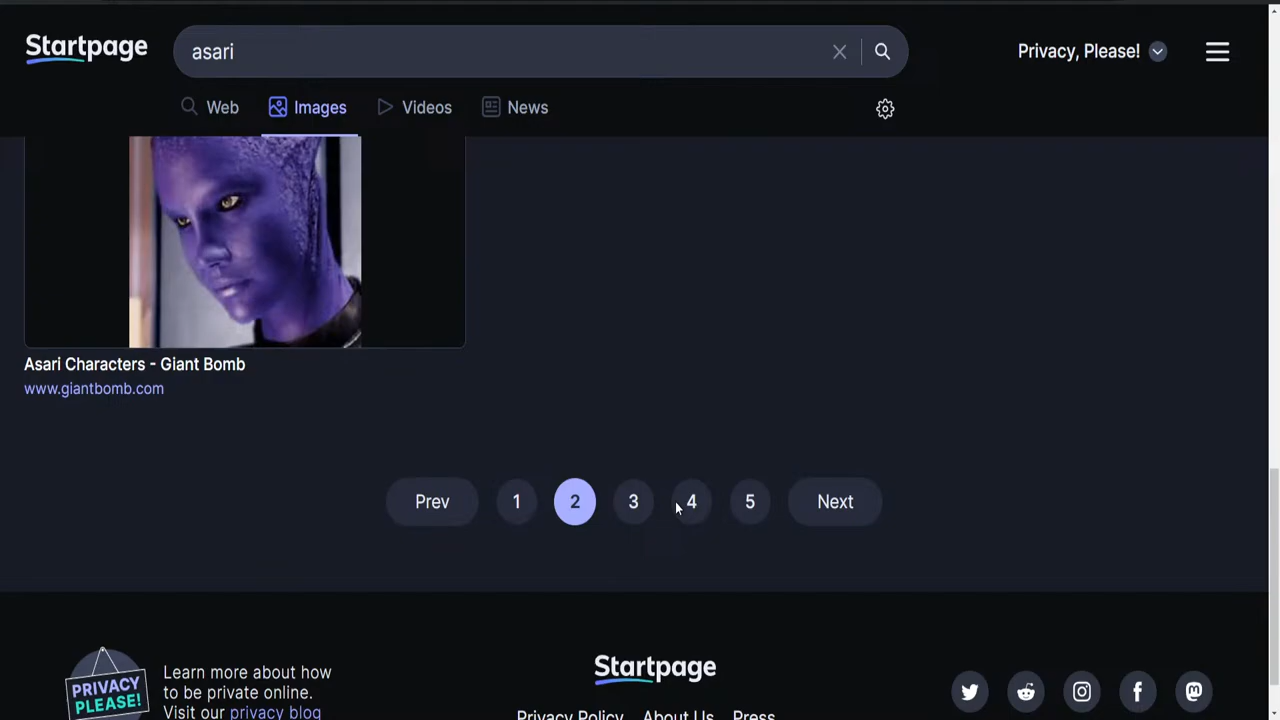 Startpage
asari
Privacy, Please!
Web
Images
Videos
News
Asari Characters - Giant Bomb
www.giantbomb.com
Prev 1 2 3 4 5 Next
PRIVACY
PLEASE!
Learn more about how
to be private online.
Visit our privacy blog
Startpage
Privacy Policy About Us Press